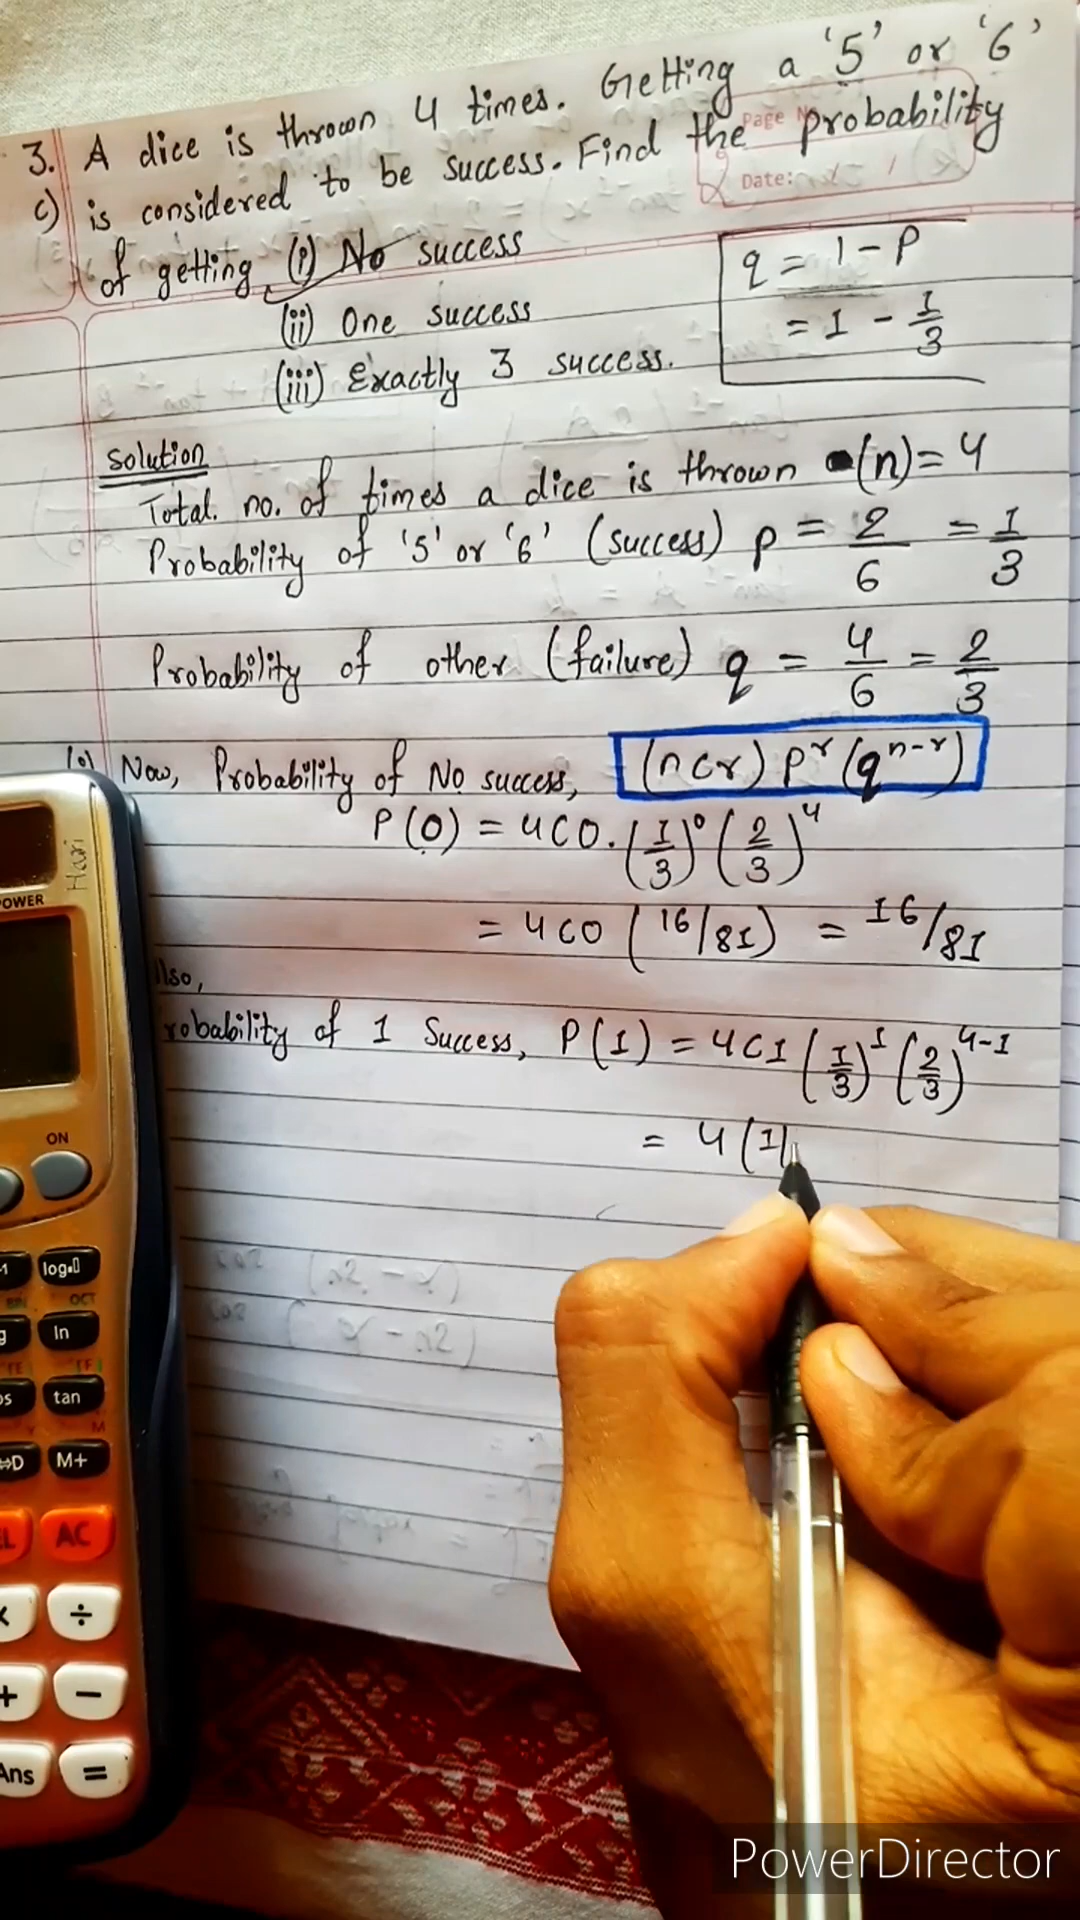 3. A dice is thrown 4 times. Getting a '5' or '6'
c) is considered to be success. Find the probability
of getting (i) No success
(ii) One success
(iii) Exactly 3 success.
Date:
q = 1 - P
= 1 - 1/3
Solution
Total. no. of times a dice is thrown (n) = 4
Probability of '5' or '6' (success) p = 2/6 = 1/3
Probability of other (failure) q = 4/6 = 2/3
Now, Probability of No success, (ncr) p^r (q^n-r)
P(0) = 4C0. (1/3)^0 (2/3)^4
= 4C0 (16/81) = 16/81
lso,
robability of 1 Success, P(1) = 4C1 (1/3)^1 (2/3)^4-1
= 4 (1/
Hari
OWER
ON
log
OCT
ln
tan
M
D
M+
AC
÷
+
-
Ans
=
PowerDirector